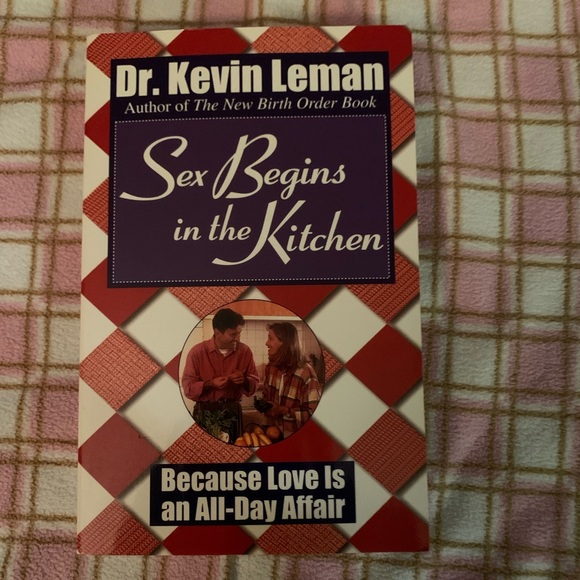 Dr. Kevin Leman
Author of The New Birth Order Book
Sex Begins
in the Kitchen
Because Love Is
an All-Day Affair